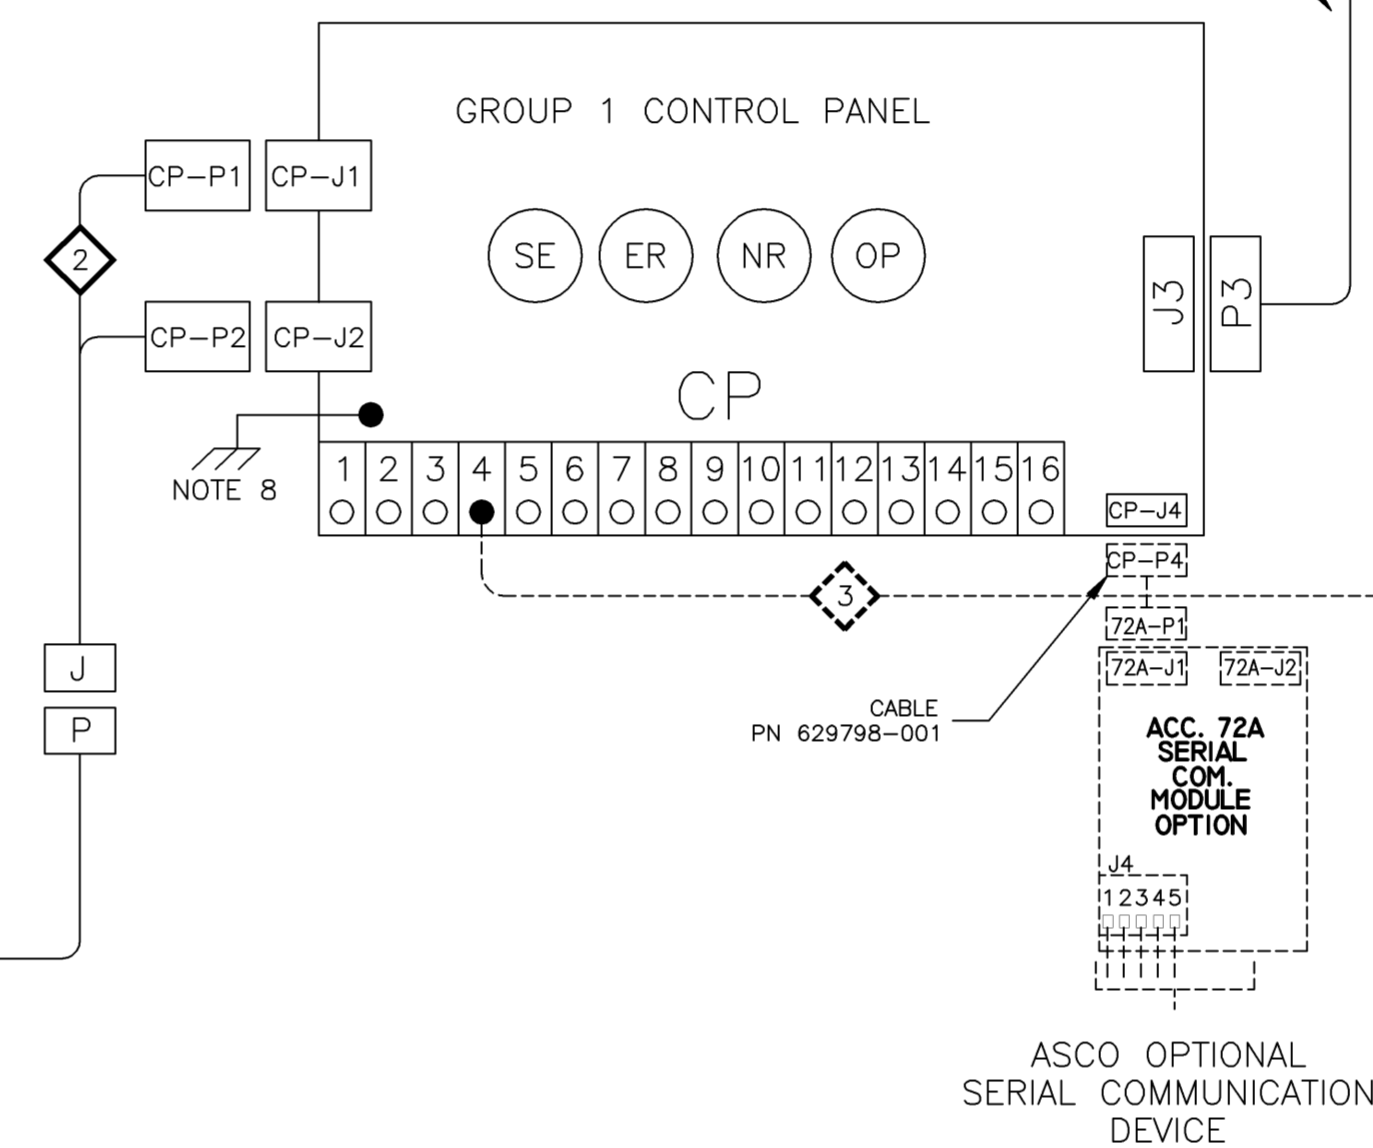 GROUP 1 CONTROL PANEL
CP-P1 CP-J1
SE ER NR OP
2
J3 P3
CP-P2 CP-J2
CP
NOTE 8
1 2 3 4 5 6 7 8 9 10 11 12 13 14 15 16
CP-J4
CP-P4
3
72A-P1
J
72A-J1 72A-J2
P
CABLE
PN 629798-001
ACC. 72A
SERIAL
COM.
MODULE
OPTION
J4
12345
ASCO OPTIONAL
SERIAL COMMUNICATION
DEVICE